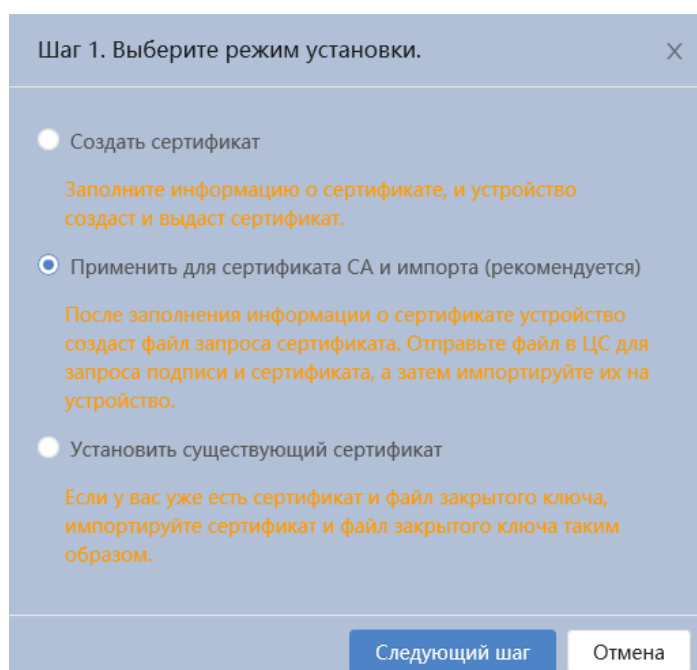 Шаг 1. Выберите режим установки.
Создать сертификат
Заполните информацию о сертификате, и устройство
создаст и выдаст сертификат.
Применить для сертификата CA и импорта (рекомендуется)
После заполнения информации о сертификате устройство
создаст файл запроса сертификата. Отправьте файл в ЦС для
запроса подписи и сертификата, а затем импортируйте их на
устройство.
Установить существующий сертификат
Если у вас уже есть сертификат и файл закрытого ключа,
импортируйте сертификат и файл закрытого ключа таким
образом.
Следующий шаг
Отмена